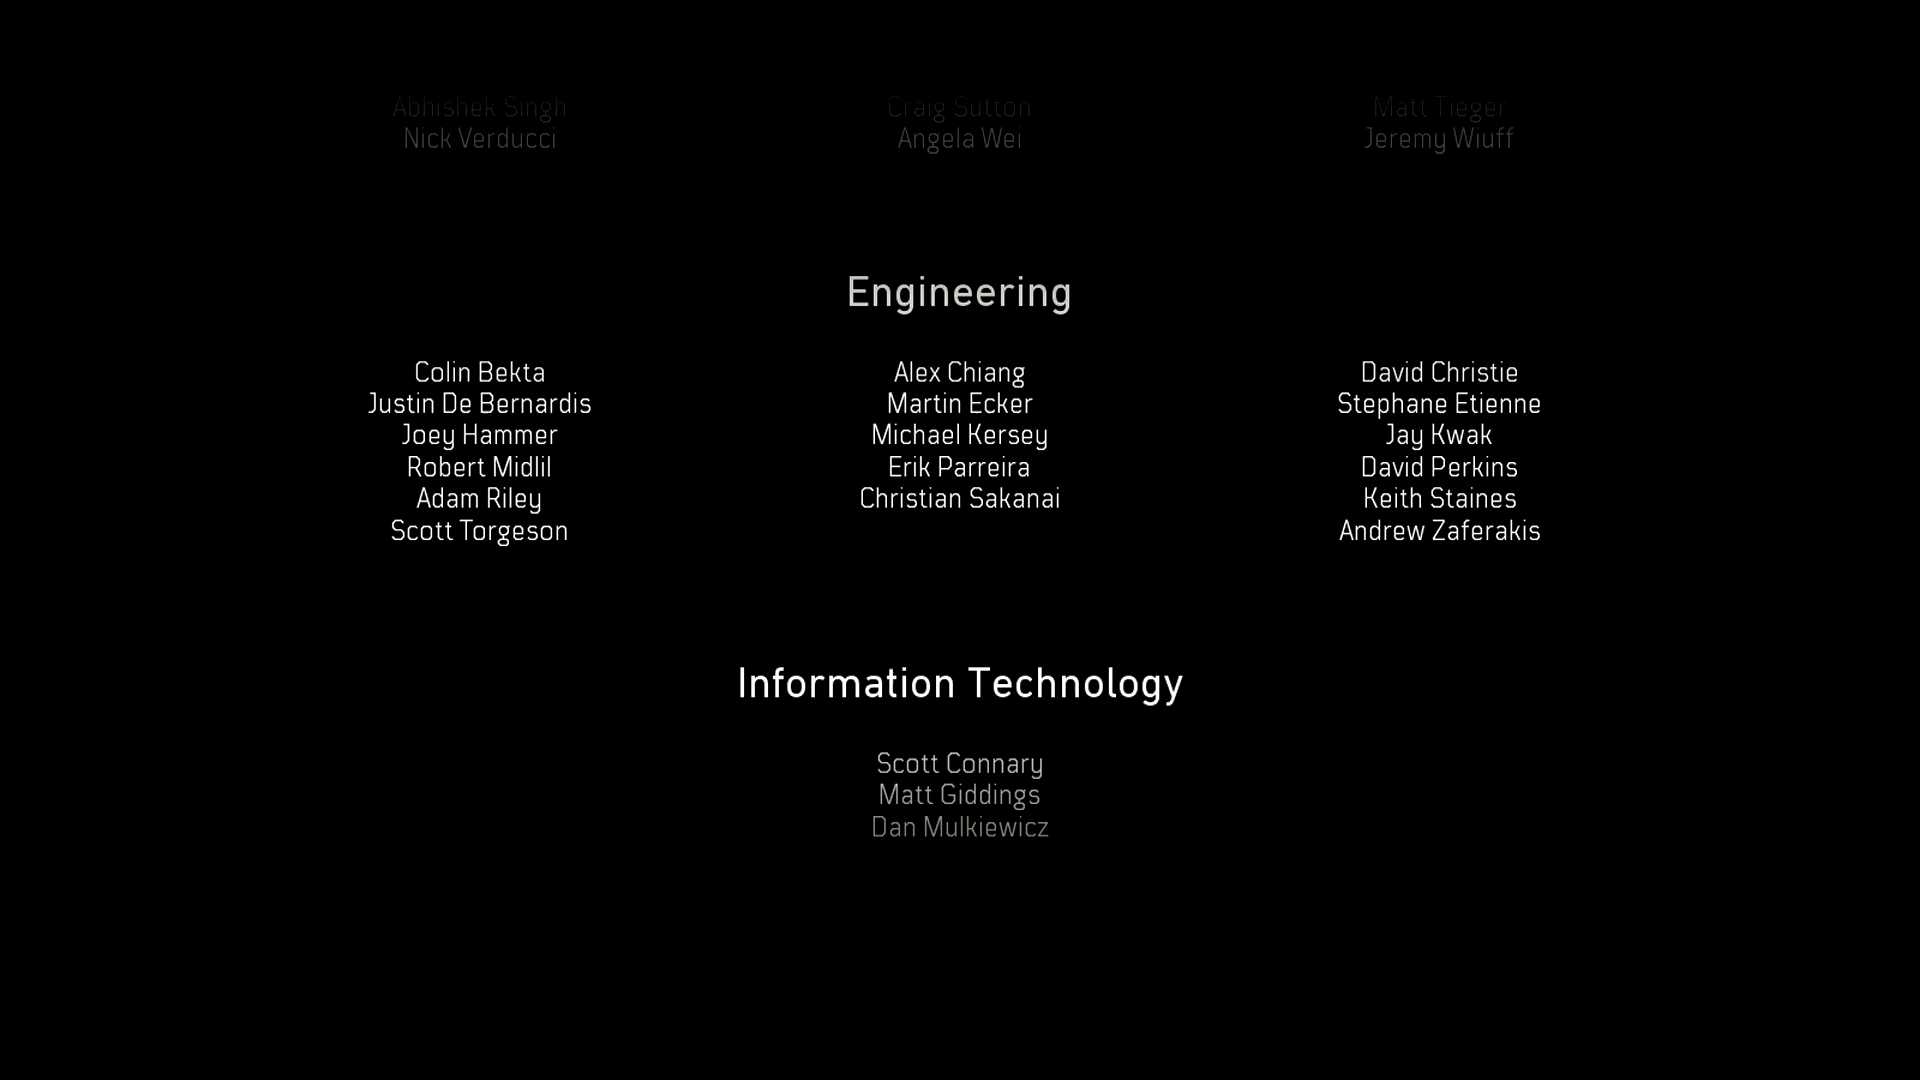 Abhishek Singh Craig Sutton Matt Tieger
Nick Verducci Angela Wei Jeremy Wiuff
Engineering
Colin Bekta Alex Chiang David Christie
Justin De Bernardis Martin Ecker Stephane Etienne
Joey Hammer Michael Kersey Jay Kwak
Robert Midlil Erik Parreira David Perkins
Adam Riley Christian Sakanai Keith Staines
Scott Torgeson Andrew Zaferakis
Information Technology
Scott Connary
Matt Giddings
Dan Mulkiewicz